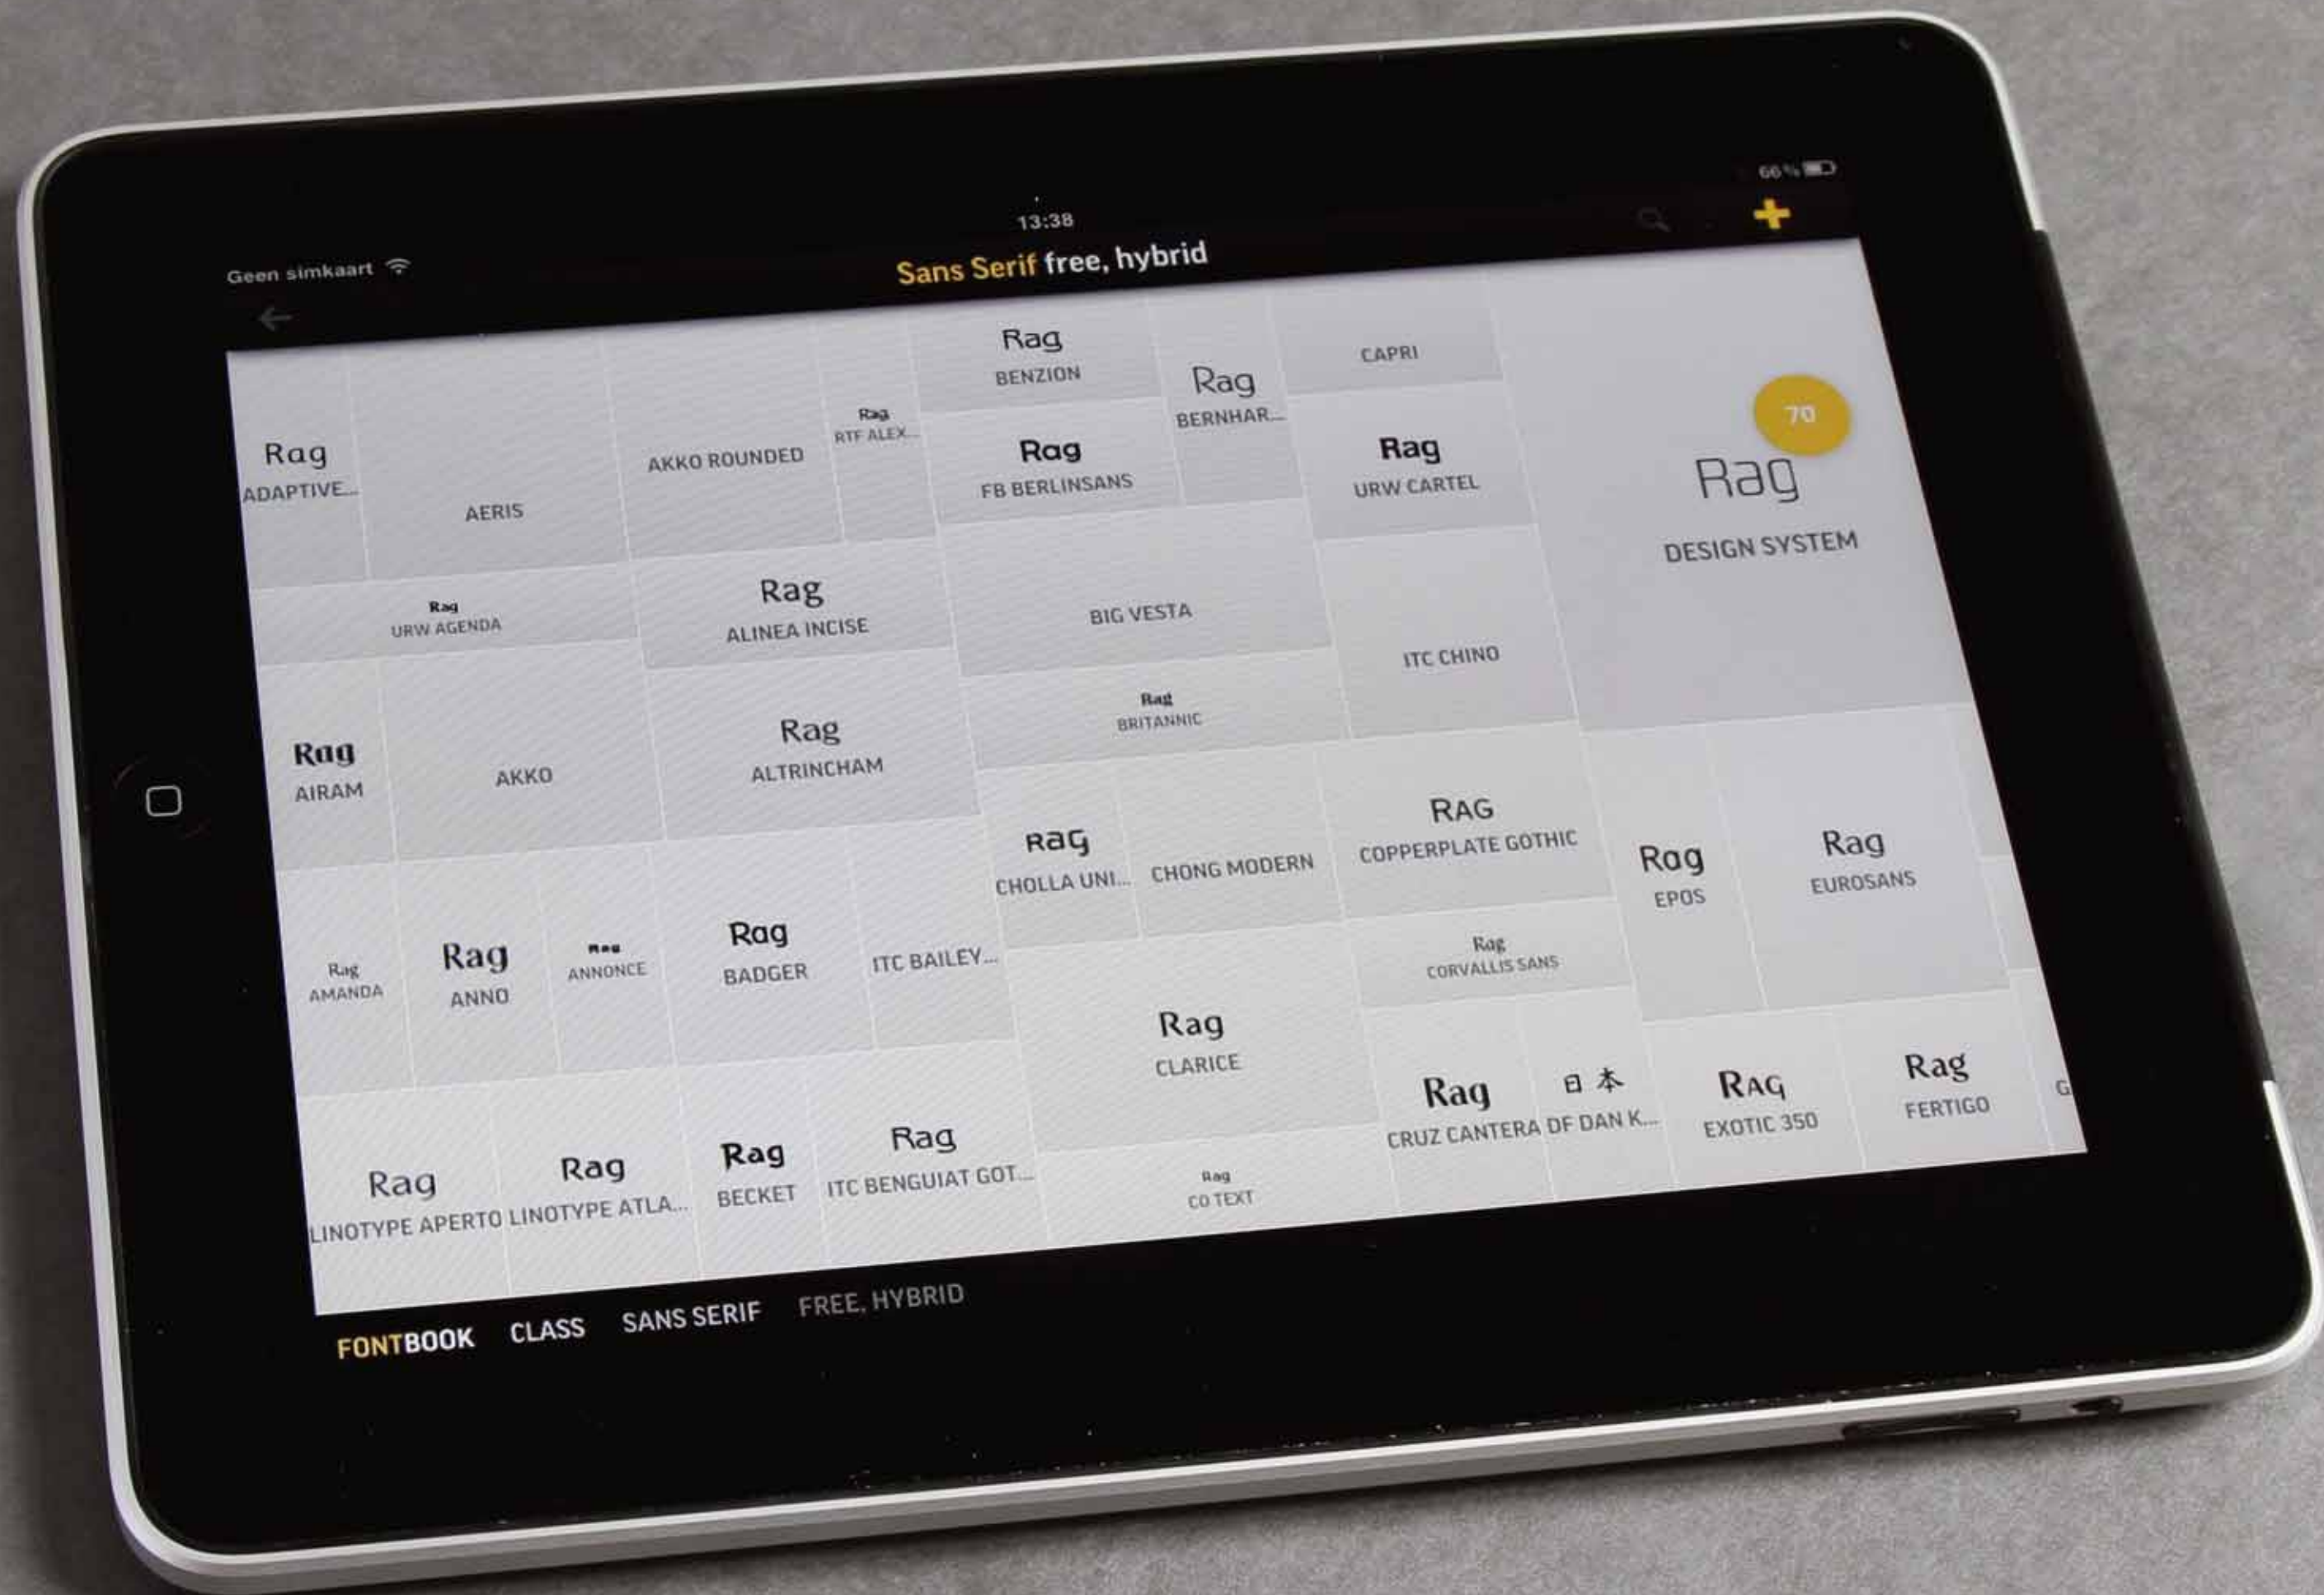 Geen simkaart
13:38
66%
Sans Serif free, hybrid
Rag
ADAPTIVE...
AERIS
AKKO ROUNDED
Rag
RTF ALEX...
Rag
BENZION
Rag
FB BERLINSANS
Rag
BERNHAR...
CAPRI
Rag
URW CARTEL
70
Rag
DESIGN SYSTEM
Rag
URW AGENDA
Rag
ALINEA INCISE
BIG VESTA
ITC CHINO
Rag
BRITANNIC
Rag
AIRAM
AKKO
Rag
ALTRINCHAM
Rag
CHOLLA UNI...
CHONG MODERN
RAG
COPPERPLATE GOTHIC
Rag
EPOS
Rag
EUROSANS
Rag
AMANDA
Rag
ANNO
Rag
ANNONCE
Rag
BADGER
ITC BAILEY...
Rag
CORVALLIS SANS
Rag
CLARICE
Rag
LINOTYPE APERTO
Rag
LINOTYPE ATLA...
Rag
BECKET
Rag
ITC BENGUIAT GOT...
Rag
CO TEXT
Rag
CRUZ CANTERA
日本
DF DAN K...
RAG
EXOTIC 350
Rag
FERTIGO
G
FONTBOOK CLASS SANS SERIF FREE, HYBRID